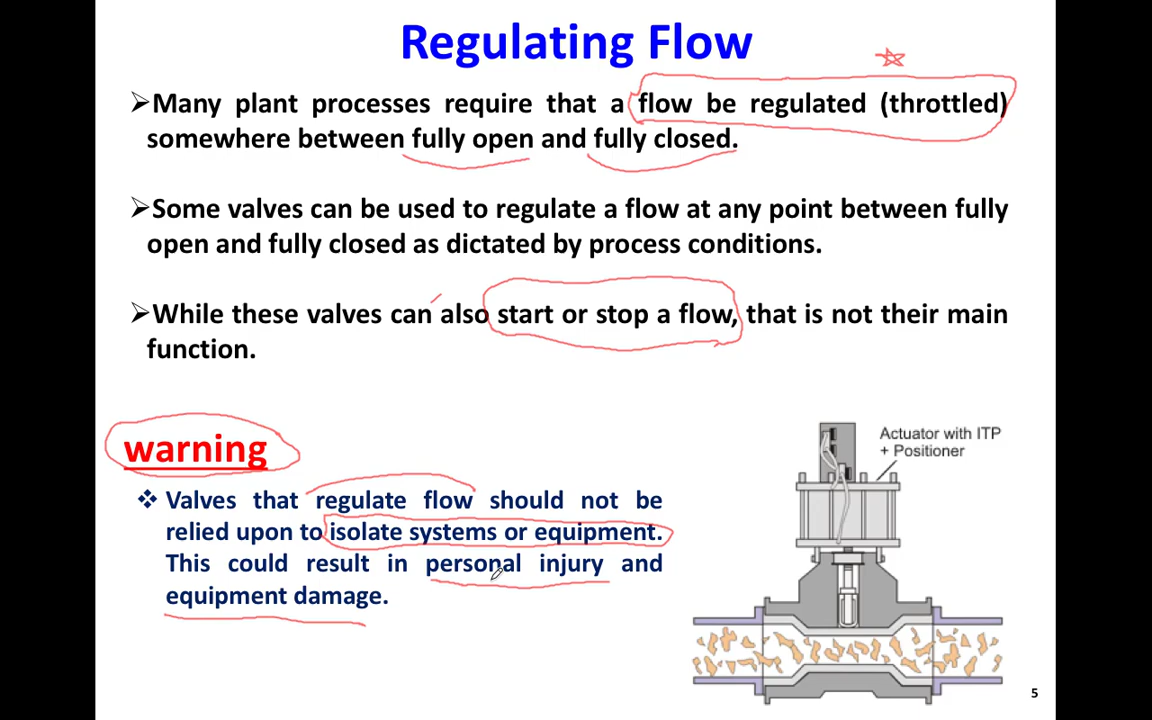 Regulating Flow
➢Many plant processes require that a flow be regulated (throttled)
somewhere between fully open and fully closed.
➢Some valves can be used to regulate a flow at any point between fully
open and fully closed as dictated by process conditions.
➢While these valves can also start or stop a flow, that is not their main
function.
warning
❖ Valves that regulate flow should not be
relied upon to isolate systems or equipment.
This could result in personal injury and
equipment damage.
Actuator with ITP
+ Positioner
5